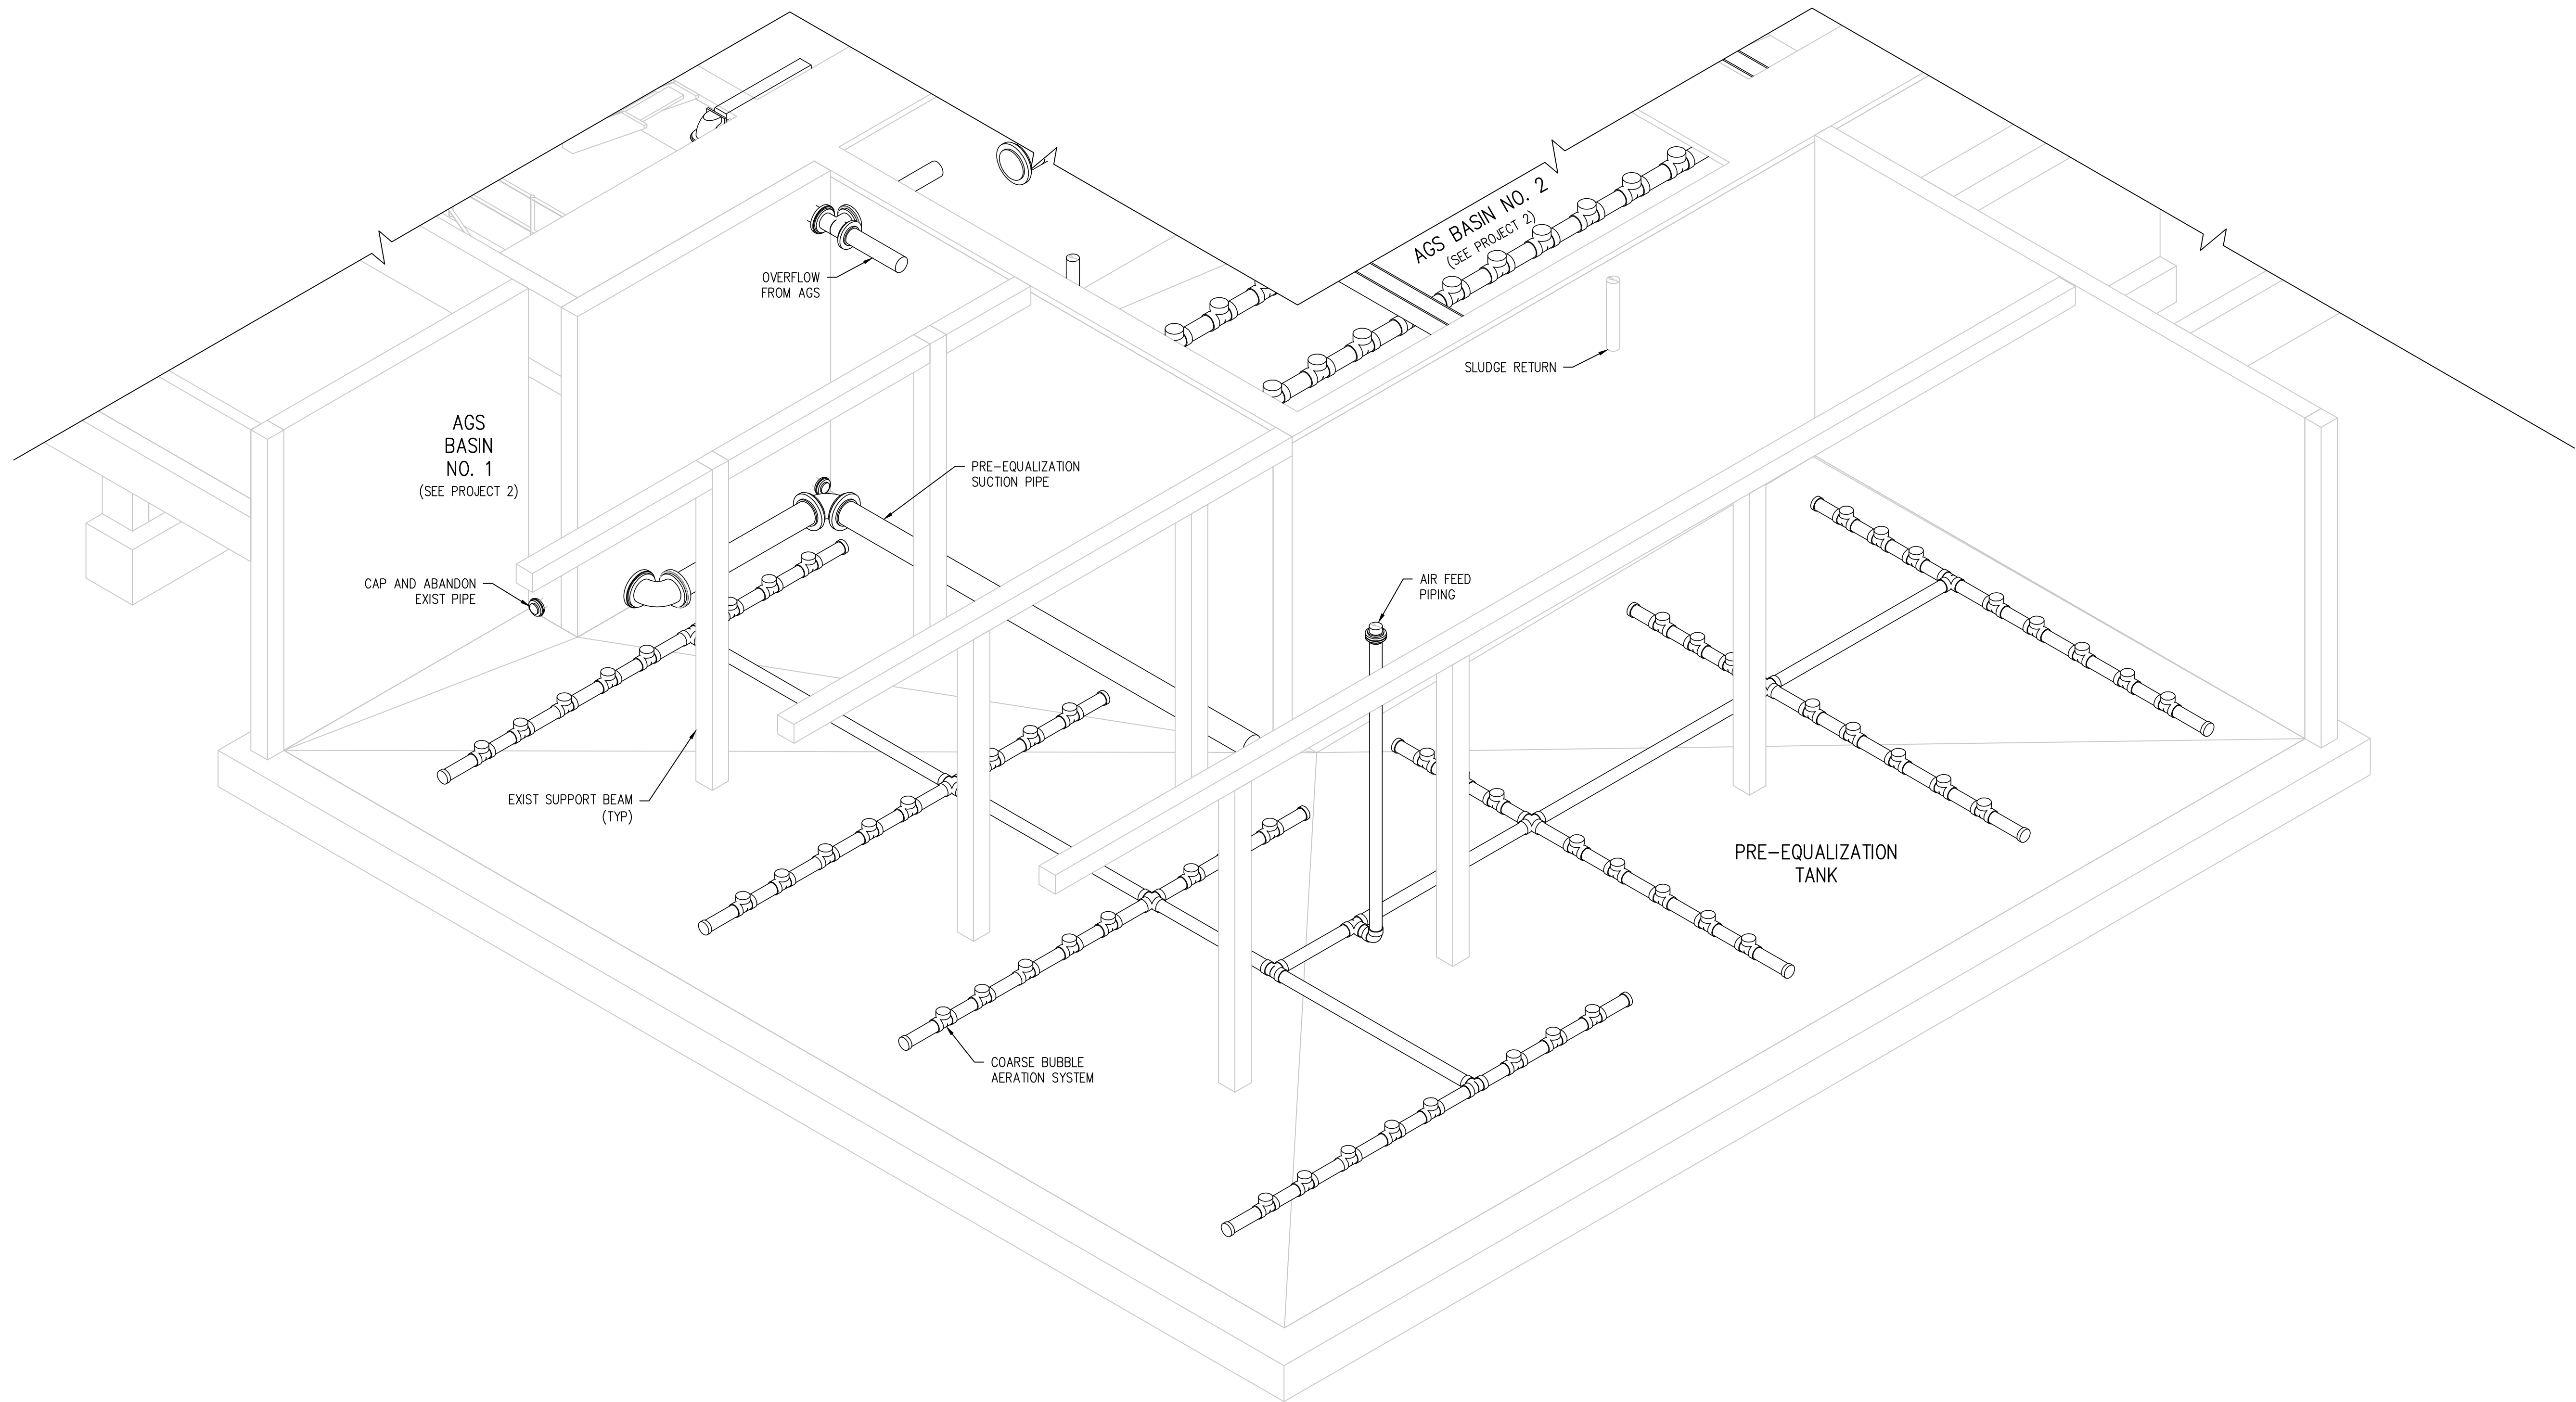 AGS BASIN NO. 2
(SEE PROJECT 2)
OVERFLOW
FROM AGS
SLUDGE RETURN
AGS
BASIN
NO. 1
(SEE PROJECT 2)
PRE-EQUALIZATION
SUCTION PIPE
CAP AND ABANDON
EXIST PIPE
AIR FEED
PIPING
EXIST SUPPORT BEAM
(TYP)
PRE-EQUALIZATION
TANK
COARSE BUBBLE
AERATION SYSTEM